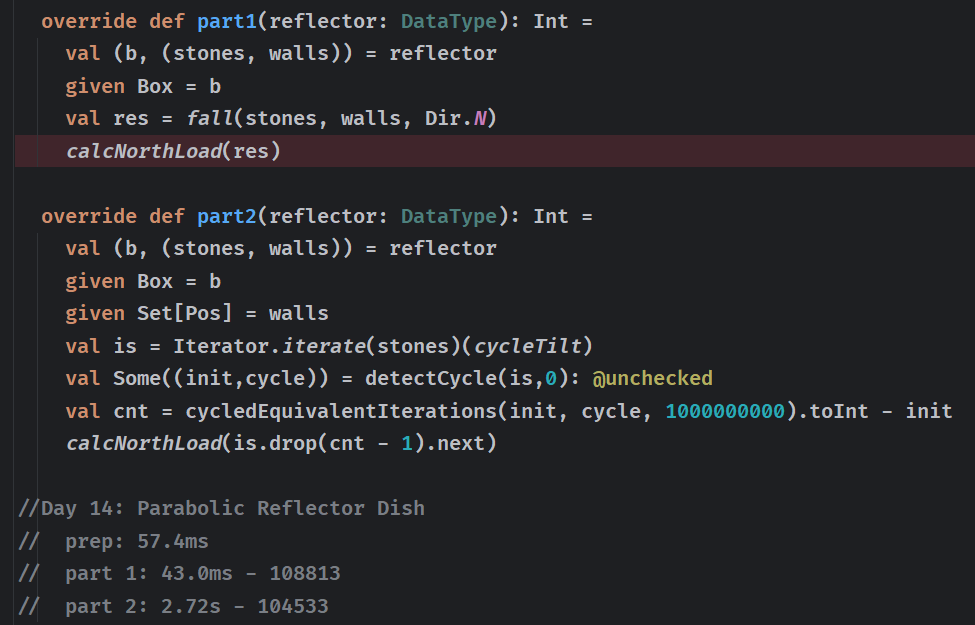 override def part1(reflector: DataType): Int =
val (b, (stones, walls)) = reflector
given Box = b
val res = fall(stones, walls, Dir.N)
calcNorthLoad(res)
override def part2(reflector: DataType): Int =
val (b, (stones, walls)) = reflector
given Box = b
given Set[Pos] = walls
val is = Iterator.iterate(stones)(cycleTilt)
val Some((init,cycle)) = detectCycle(is,0): @unchecked
val cnt = cycledEquivalentIterations(init, cycle, 1000000000).toInt - init
calcNorthLoad(is.drop(cnt - 1).next)
//Day 14: Parabolic Reflector Dish
//  prep: 57.4ms
//  part 1: 43.0ms - 108813
//  part 2: 2.72s - 104533